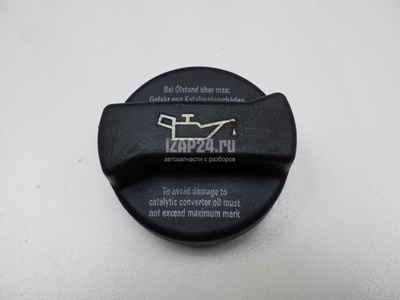 Bei Ölstand über max:
Gefahr von Katalysatorschäden
IZAP24.ru
автозапчасти с разборов
To avoid damage to
catalytic converter oil must
not exceed maximum mark